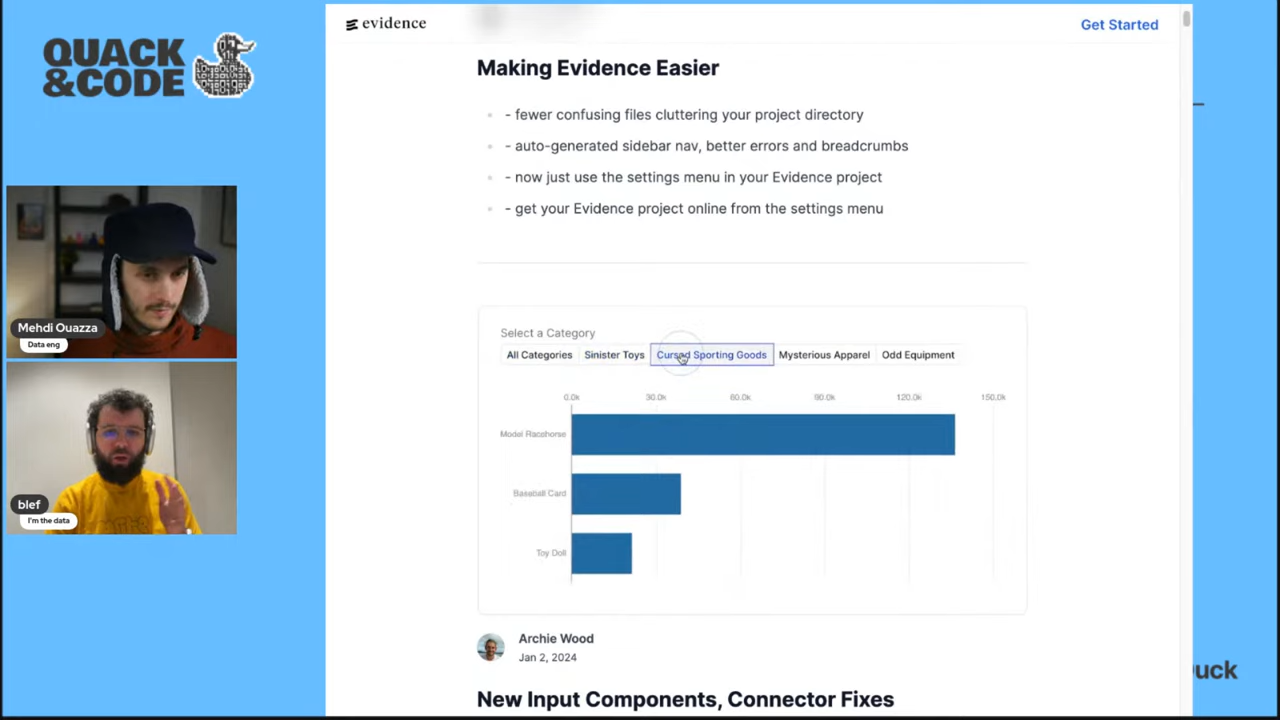 QUACK
&CODE
Mehdi Ouazza
Data eng
blef
I'm the data
evidence
Get Started
Making Evidence Easier
- fewer confusing files cluttering your project directory
- auto-generated sidebar nav, better errors and breadcrumbs
- now just use the settings menu in your Evidence project
- get your Evidence project online from the settings menu
Select a Category
All Categories Sinister Toys Cursed Sporting Goods Mysterious Apparel Odd Equipment
0.0k 30.0k 60.0k 90.0k 120.0k 150.0k
Model Racehorse
Baseball Card
Toy Doll
Archie Wood
Jan 2, 2024
New Input Components, Connector Fixes
uck